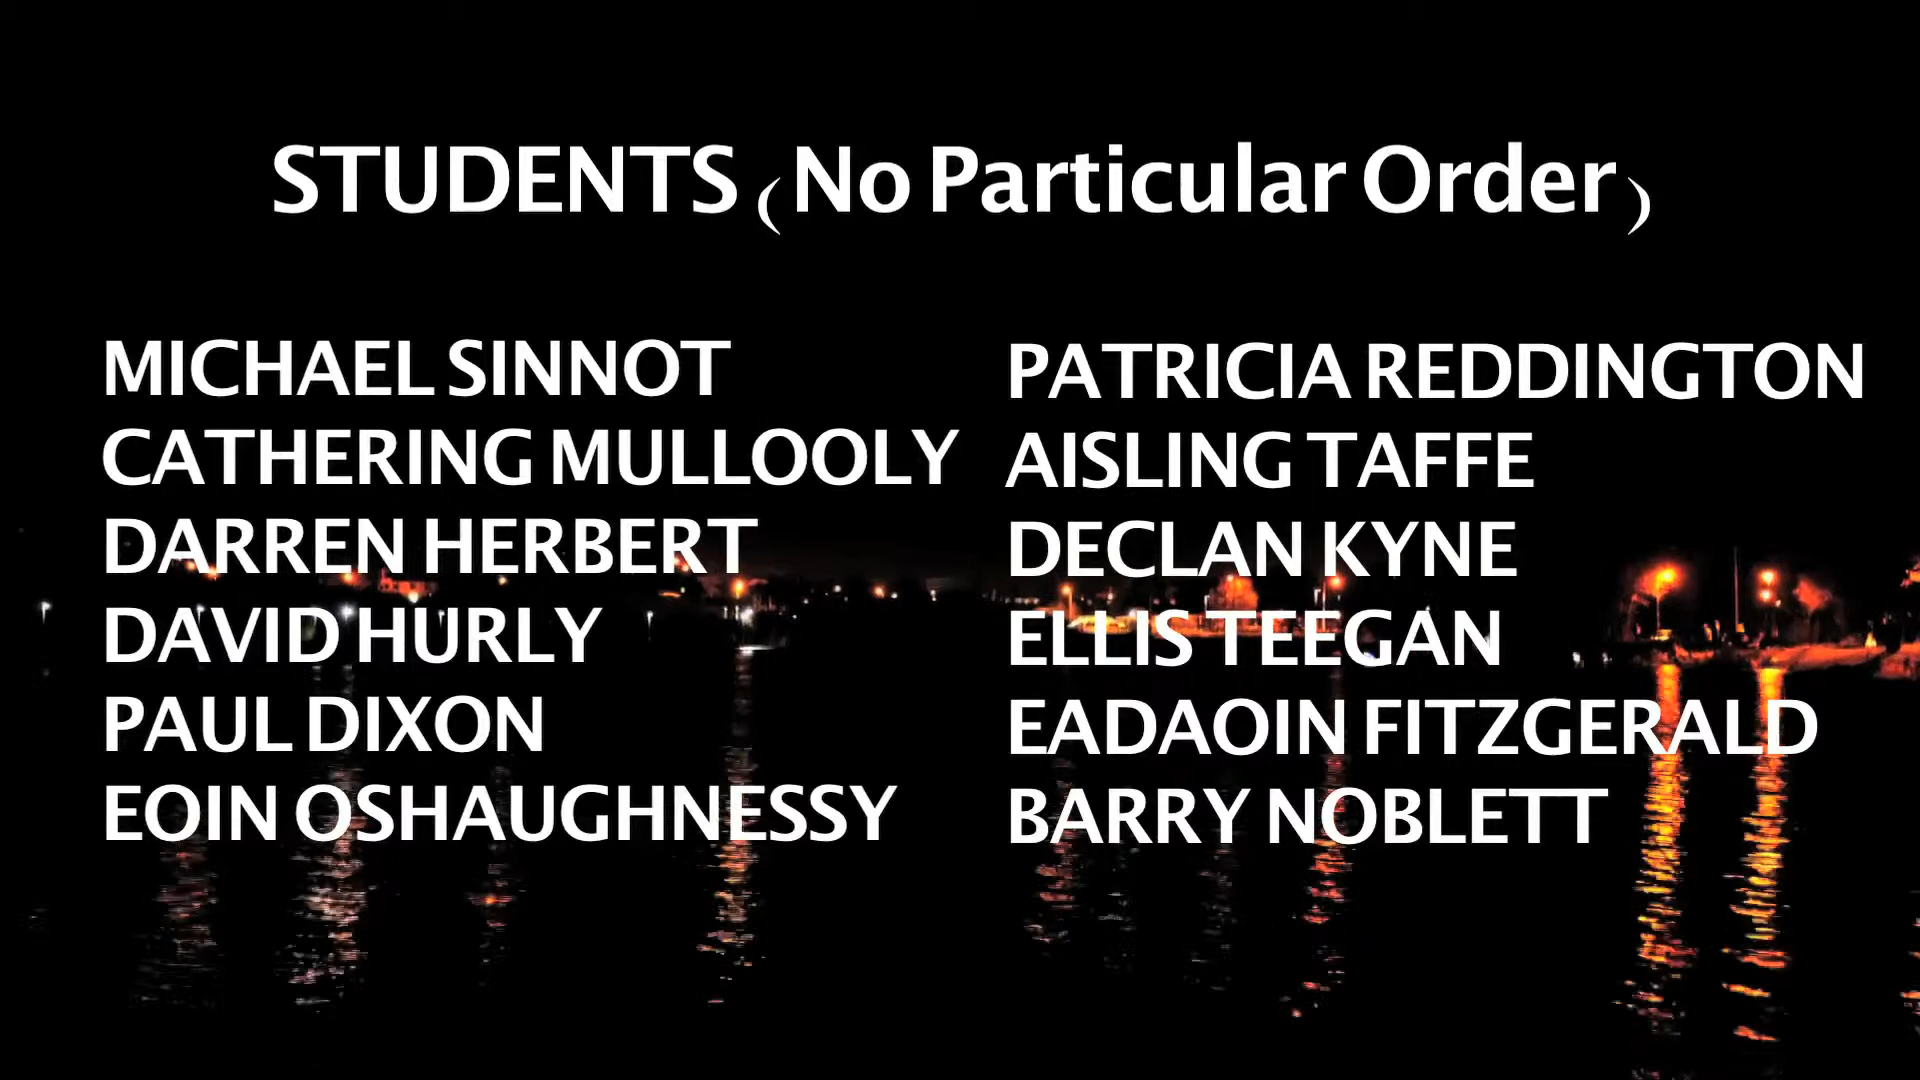 STUDENTS (No Particular Order)
MICHAEL SINNOT
CATHERING MULLOOLY
DARREN HERBERT
DAVID HURLY
PAUL DIXON
EOIN OSHAUGHNESSY
PATRICIA REDDINGTON
AISLING TAFFE
DECLAN KYNE
ELLIS TEEGAN
EADAOIN FITZGERALD
BARRY NOBLETT